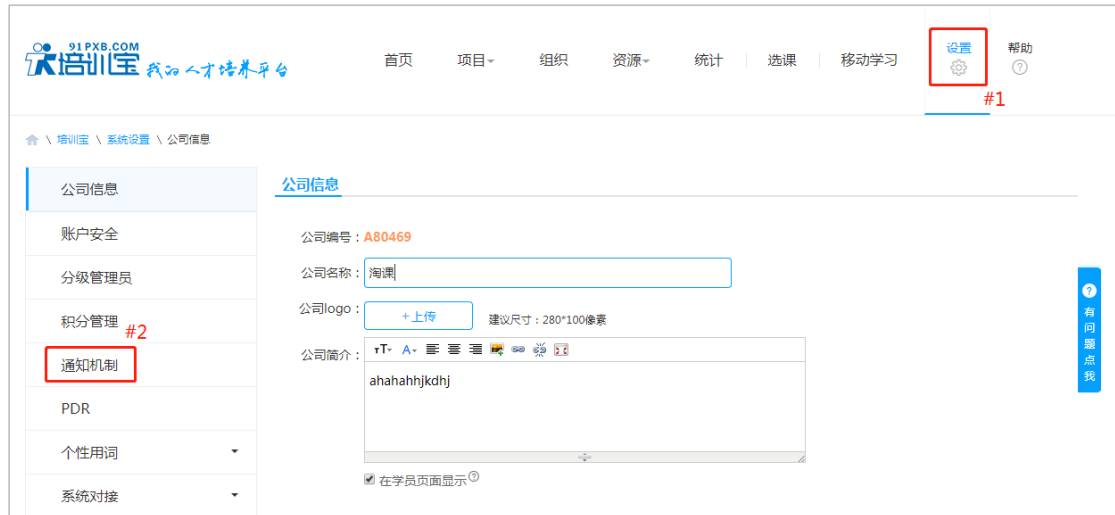 91PXB.COM
培训宝 我的人才培养平台
首页 项目 组织 资源 统计 选课 移动学习 设置 帮助
#1
\ 培训宝 \ 系统设置 \ 公司信息
公司信息
账户安全
分级管理员
积分管理
#2
通知机制
PDR
个性用词
系统对接
公司信息
公司编号：A80469
公司名称：淘课
公司logo：+上传 建议尺寸：280*100像素
公司简介：
ahahahhjkdhj
在学员页面显示
有问题点我